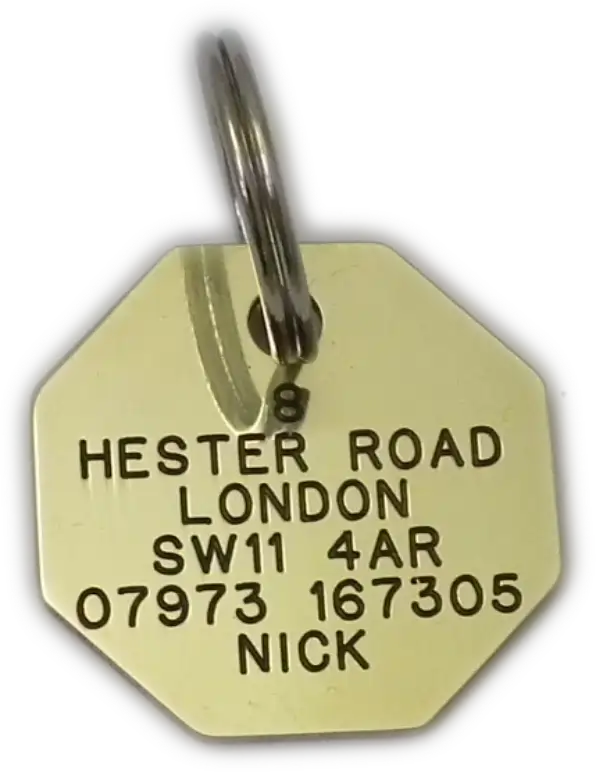 8
HESTER ROAD
LONDON
SW11 4AR
07973 167305
NICK